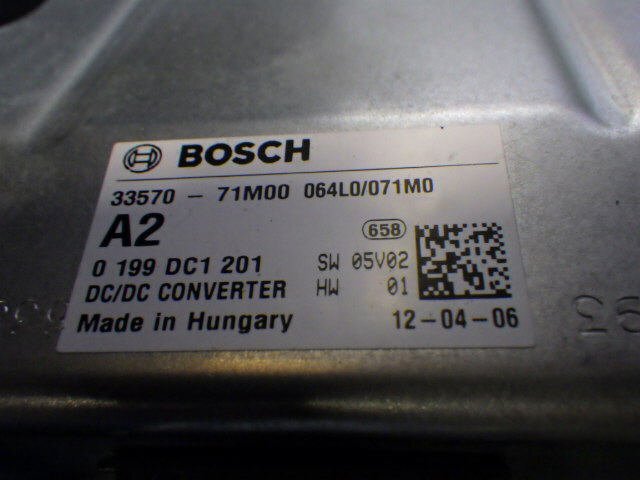 BOSCH
33570 - 71M00 064L0/071M0
A2 658
0 199 DC1 201 SW 05V02
DC/DC CONVERTER HW 01
Made in Hungary 12-04-06